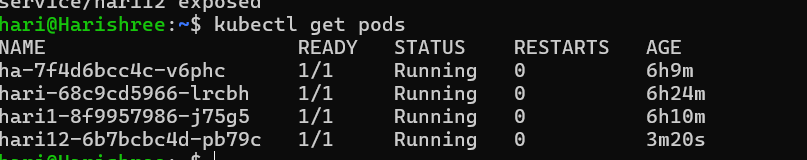 service/hari12 exposed
hari@Harishree:~$ kubectl get pods
NAME READY STATUS RESTARTS AGE
ha-7f4d6bcc4c-v6phc 1/1 Running 0 6h9m
hari-68c9cd5966-lrcbh 1/1 Running 0 6h24m
hari1-8f9957986-j75g5 1/1 Running 0 6h10m
hari12-6b7bcbc4d-pb79c 1/1 Running 0 3m20s
hari@Harishree:~$